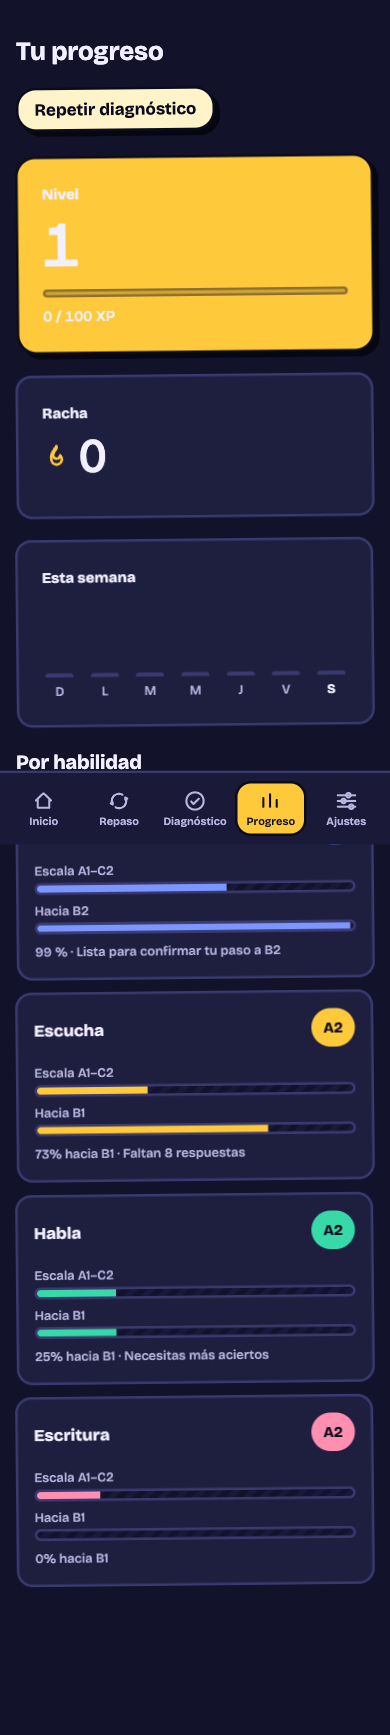 Tu progreso
Repetir diagnóstico
Nivel
1
0 / 100 XP
Racha
0
Esta semana
D L M M J V S
Por habilidad
Inicio Repaso Diagnóstico Progreso Ajustes
Escala A1–C2
Hacia B2
99 % · Lista para confirmar tu paso a B2
Escucha A2
Escala A1–C2
Hacia B1
73% hacia B1 · Faltan 8 respuestas
Habla A2
Escala A1–C2
Hacia B1
25% hacia B1 · Necesitas más aciertos
Escritura A2
Escala A1–C2
Hacia B1
0% hacia B1